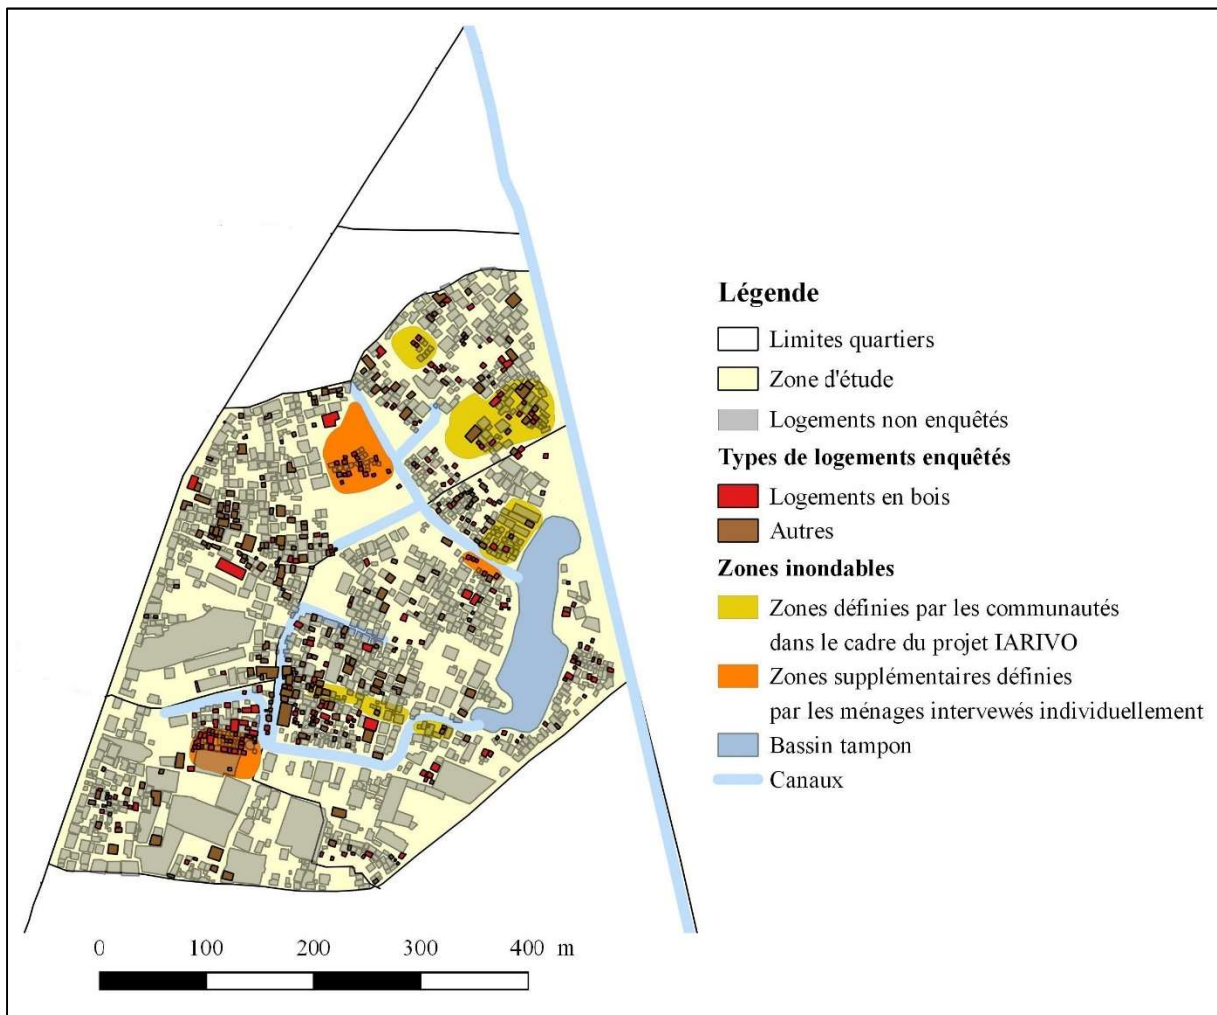 Légende
Limites quartiers
Zone d'étude
Logements non enquêtés
Types de logements enquêtés
Logements en bois
Autres
Zones inondables
Zones définies par les communautés
dans le cadre du projet IARIVO
Zones supplémentaires définies
par les ménages intervewés individuellement
Bassin tampon
Canaux
0 100 200 300 400 m